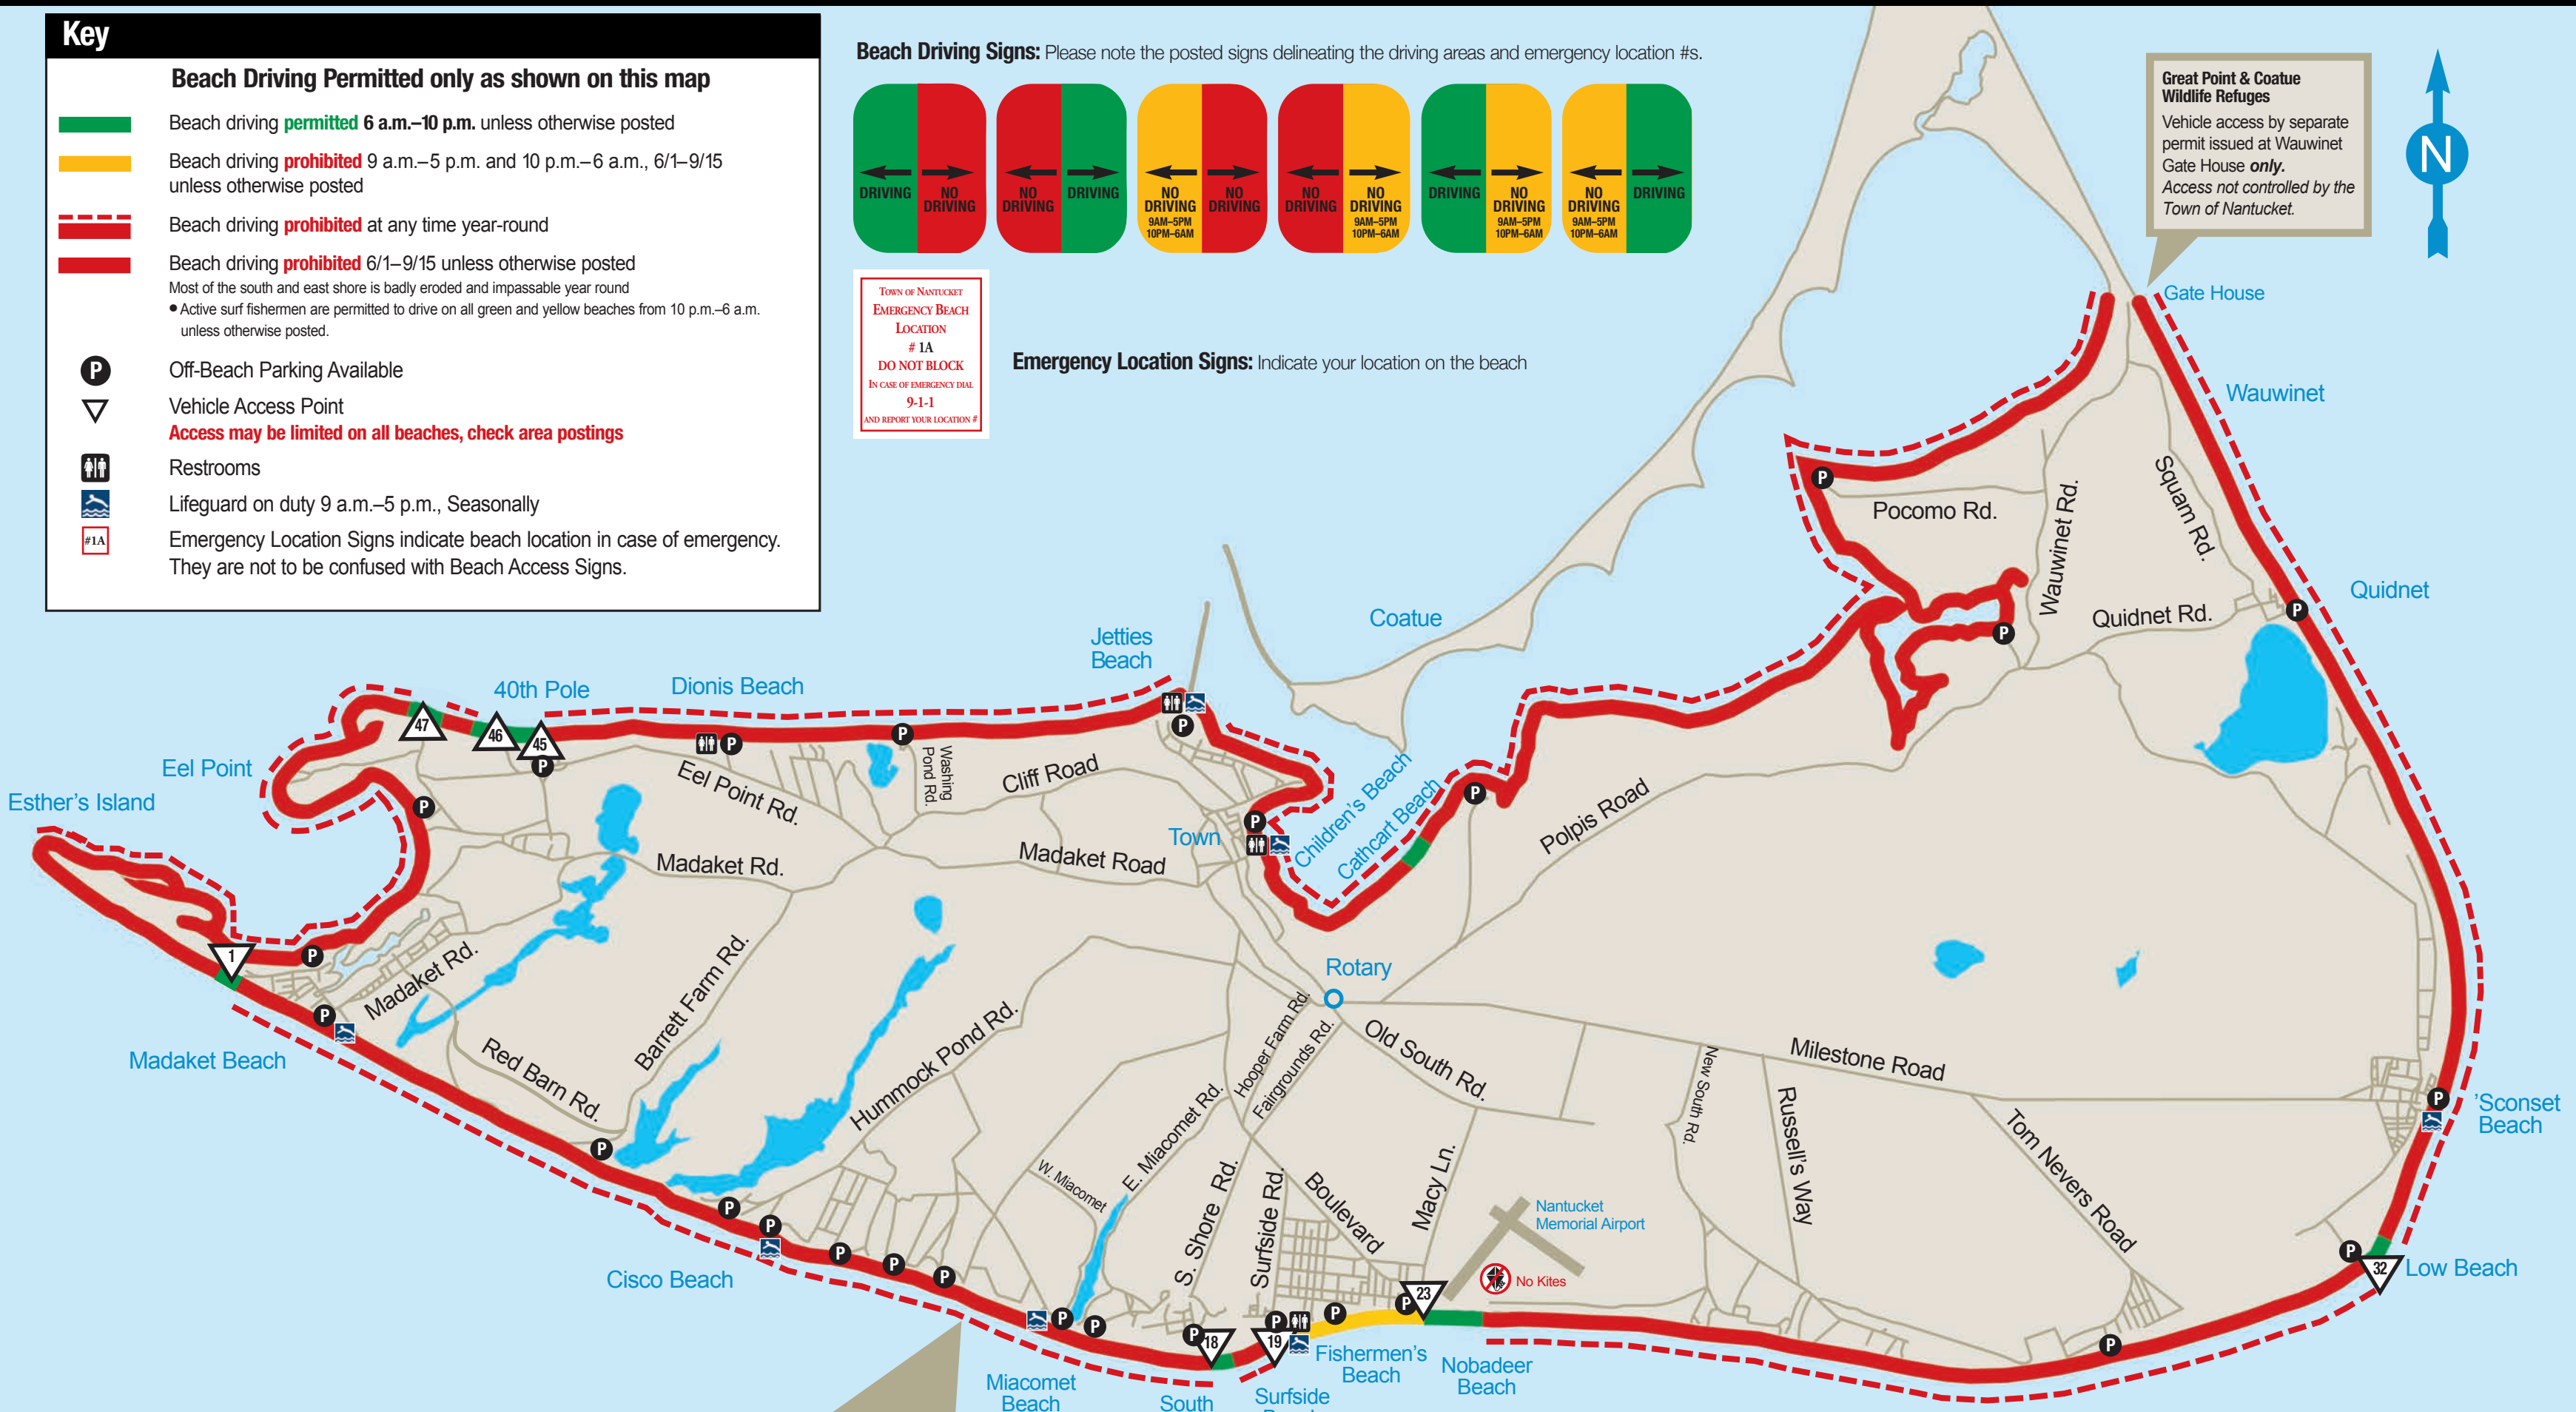 Key
Beach Driving Permitted only as shown on this map
Beach driving permitted 6 a.m.–10 p.m. unless otherwise posted
Beach driving prohibited 9 a.m.–5 p.m. and 10 p.m.–6 a.m., 6/1–9/15
unless otherwise posted
Beach driving prohibited at any time year-round
Beach driving prohibited 6/1–9/15 unless otherwise posted
Most of the south and east shore is badly eroded and impassable year round
• Active surf fishermen are permitted to drive on all green and yellow beaches from 10 p.m.–6 a.m.
unless otherwise posted.
P
Off-Beach Parking Available
Vehicle Access Point
Access may be limited on all beaches, check area postings
Restrooms
Lifeguard on duty 9 a.m.–5 p.m., Seasonally
#1A
Emergency Location Signs indicate beach location in case of emergency.
They are not to be confused with Beach Access Signs.
Beach Driving Signs: Please note the posted signs delineating the driving areas and emergency location #s.
DRIVING
NO
DRIVING
NO
DRIVING
DRIVING
NO
DRIVING
9AM–5PM
10PM–6AM
NO
DRIVING
NO
DRIVING
NO
DRIVING
9AM–5PM
10PM–6AM
DRIVING
NO
DRIVING
9AM–5PM
10PM–6AM
NO
DRIVING
9AM–5PM
10PM–6AM
DRIVING
TOWN OF NANTUCKET
EMERGENCY BEACH
LOCATION
# 1A
DO NOT BLOCK
IN CASE OF EMERGENCY DIAL
9-1-1
AND REPORT YOUR LOCATION #
Emergency Location Signs: Indicate your location on the beach
Great Point & Coatue
Wildlife Refuges
Vehicle access by separate
permit issued at Wauwinet
Gate House only.
Access not controlled by the
Town of Nantucket.
N
Gate House
Wauwinet
P
Pocomo Rd.
Wauwinet Rd.
Squam Rd.
Quidnet
P
Quidnet Rd.
P
Coatue
Jetties
Beach
40th Pole
Dionis Beach
47
46
45
P
P
P
P
Eel Point
Esther's Island
P
Eel Point Rd.
Washing
Pond Rd.
Cliff Road
Town
P
Children's Beach
Cathcart Beach
P
Polpis Road
Madaket Rd.
Madaket Road
1
P
Madaket Rd.
Barrett Farm Rd.
Rotary
P
Madaket Beach
Red Barn Rd.
Hummock Pond Rd.
Hooper Farm Rd.
Fairgrounds Rd.
Old South Rd.
New South Rd.
Milestone Road
Russell's Way
Tom Nevers Road
P
'Sconset
Beach
P
W. Miacomet
E. Miacomet Rd.
S. Shore Rd.
Surfside Rd.
Boulevard
Macy Ln.
Nantucket
Memorial Airport
No Kites
P
P
P
P
P
Cisco Beach
P
P
P
18
P
19
P
P
23
P
32
Low Beach
P
Miacomet
Beach
South
Surfside
Fishermen's
Beach
Nobadeer
Beach